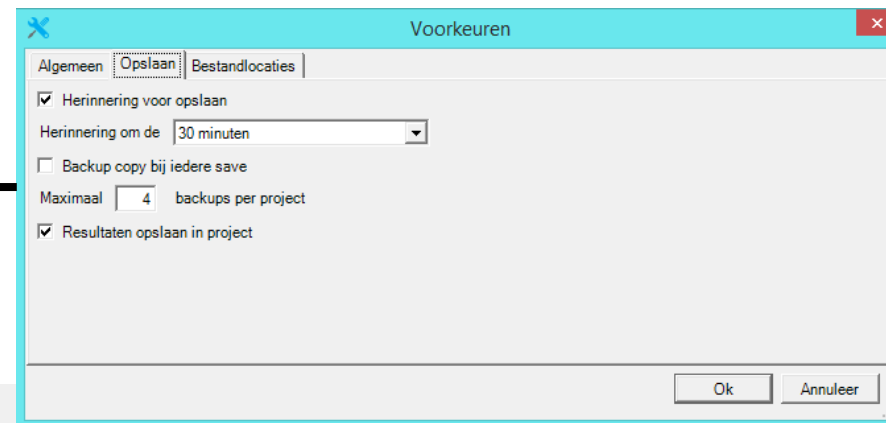 Voorkeuren
Algemeen Opslaan Bestandlocaties
Herinnering voor opslaan
Herinnering om de 30 minuten
Backup copy bij iedere save
Maximaal 4 backups per project
Resultaten opslaan in project
Ok Annuleer